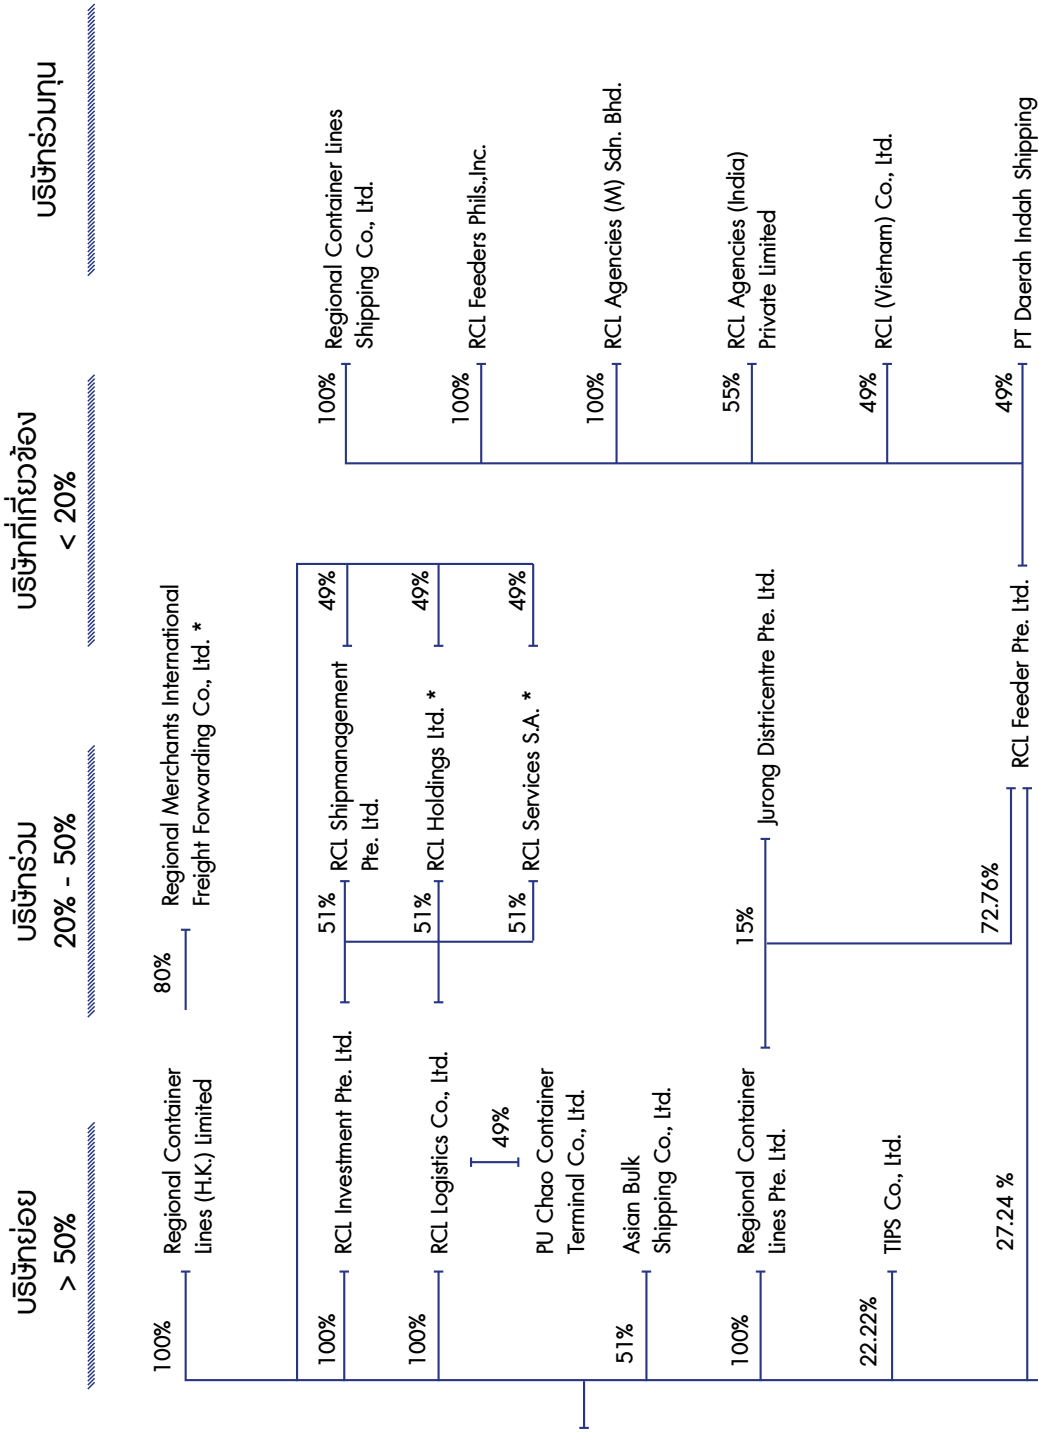 บริษัทย่อย
> 50%
บริษัทร่วม
20% - 50%
บริษัทที่เกี่ยวข้อง
< 20%
บริษัทร่วมทุน
100%
Regional Container
Lines (H.K.) Limited
80%
Regional Merchants International
Freight Forwarding Co., Ltd. *
100%
RCL Investment Pte. Ltd.
51%
RCL Shipmanagement
Pte. Ltd.
49%
100%
RCL Logistics Co., Ltd.
51%
RCL Holdings Ltd. *
49%
49%
51%
RCL Services S.A. *
49%
PU Chao Container
Terminal Co., Ltd.
51%
Asian Bulk
Shipping Co., Ltd.
100%
Regional Container
Lines Pte. Ltd.
15%
Jurong Districentre Pte. Ltd.
22.22%
TIPS Co., Ltd.
27.24 %
72.76%
RCL Feeder Pte. Ltd.
100%
Regional Container Lines
Shipping Co., Ltd.
100%
RCL Feeders Phils.,Inc.
100%
RCL Agencies (M) Sdn. Bhd.
55%
RCL Agencies (India)
Private Limited
49%
RCL (Vietnam) Co., Ltd.
49%
PT Daerah Indah Shipping